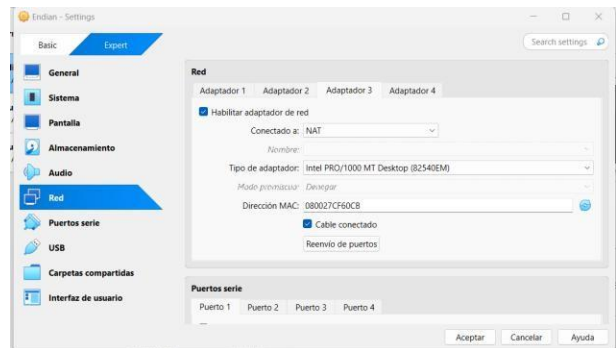 Endian - Settings
Basic
Expert
Search settings
General
Sistema
Pantalla
Almacenamiento
Audio
Red
Puertos serie
USB
Carpetas compartidas
Interfaz de usuario
Red
Adaptador 1 Adaptador 2 Adaptador 3 Adaptador 4
Habilitar adaptador de red
Conectado a: NAT
Nombre:
Tipo de adaptador: Intel PRO/1000 MT Desktop (82540EM)
Modo promiscuo: Denegar
Dirección MAC: 080027CF60C8
Cable conectado
Reenvío de puertos
Puertos serie
Puerto 1 Puerto 2 Puerto 3 Puerto 4
Aceptar Cancelar Ayuda